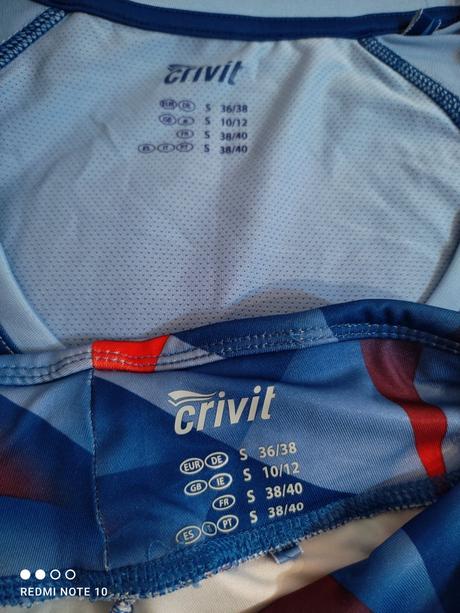 crivit
EUR DE S 36/38
GB IE S 10/12
FR S 38/40
ES IT PT S 38/40
crivit
EUR DE S 36/38
GB IE S 10/12
FR S 38/40
ES PT S 38/40
REDMI NOTE 10